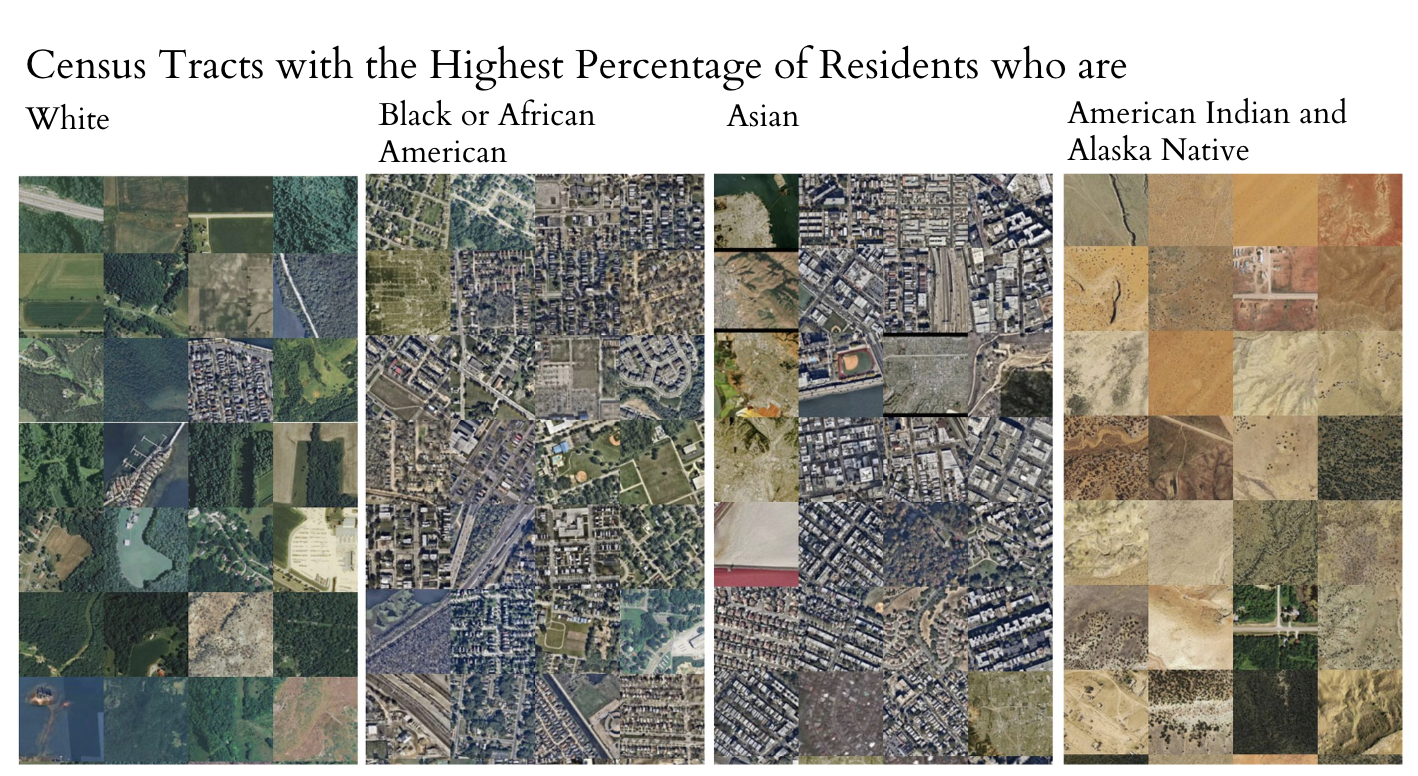 Census Tracts with the Highest Percentage of Residents who are
White
Black or African
American
Asian
American Indian and
Alaska Native